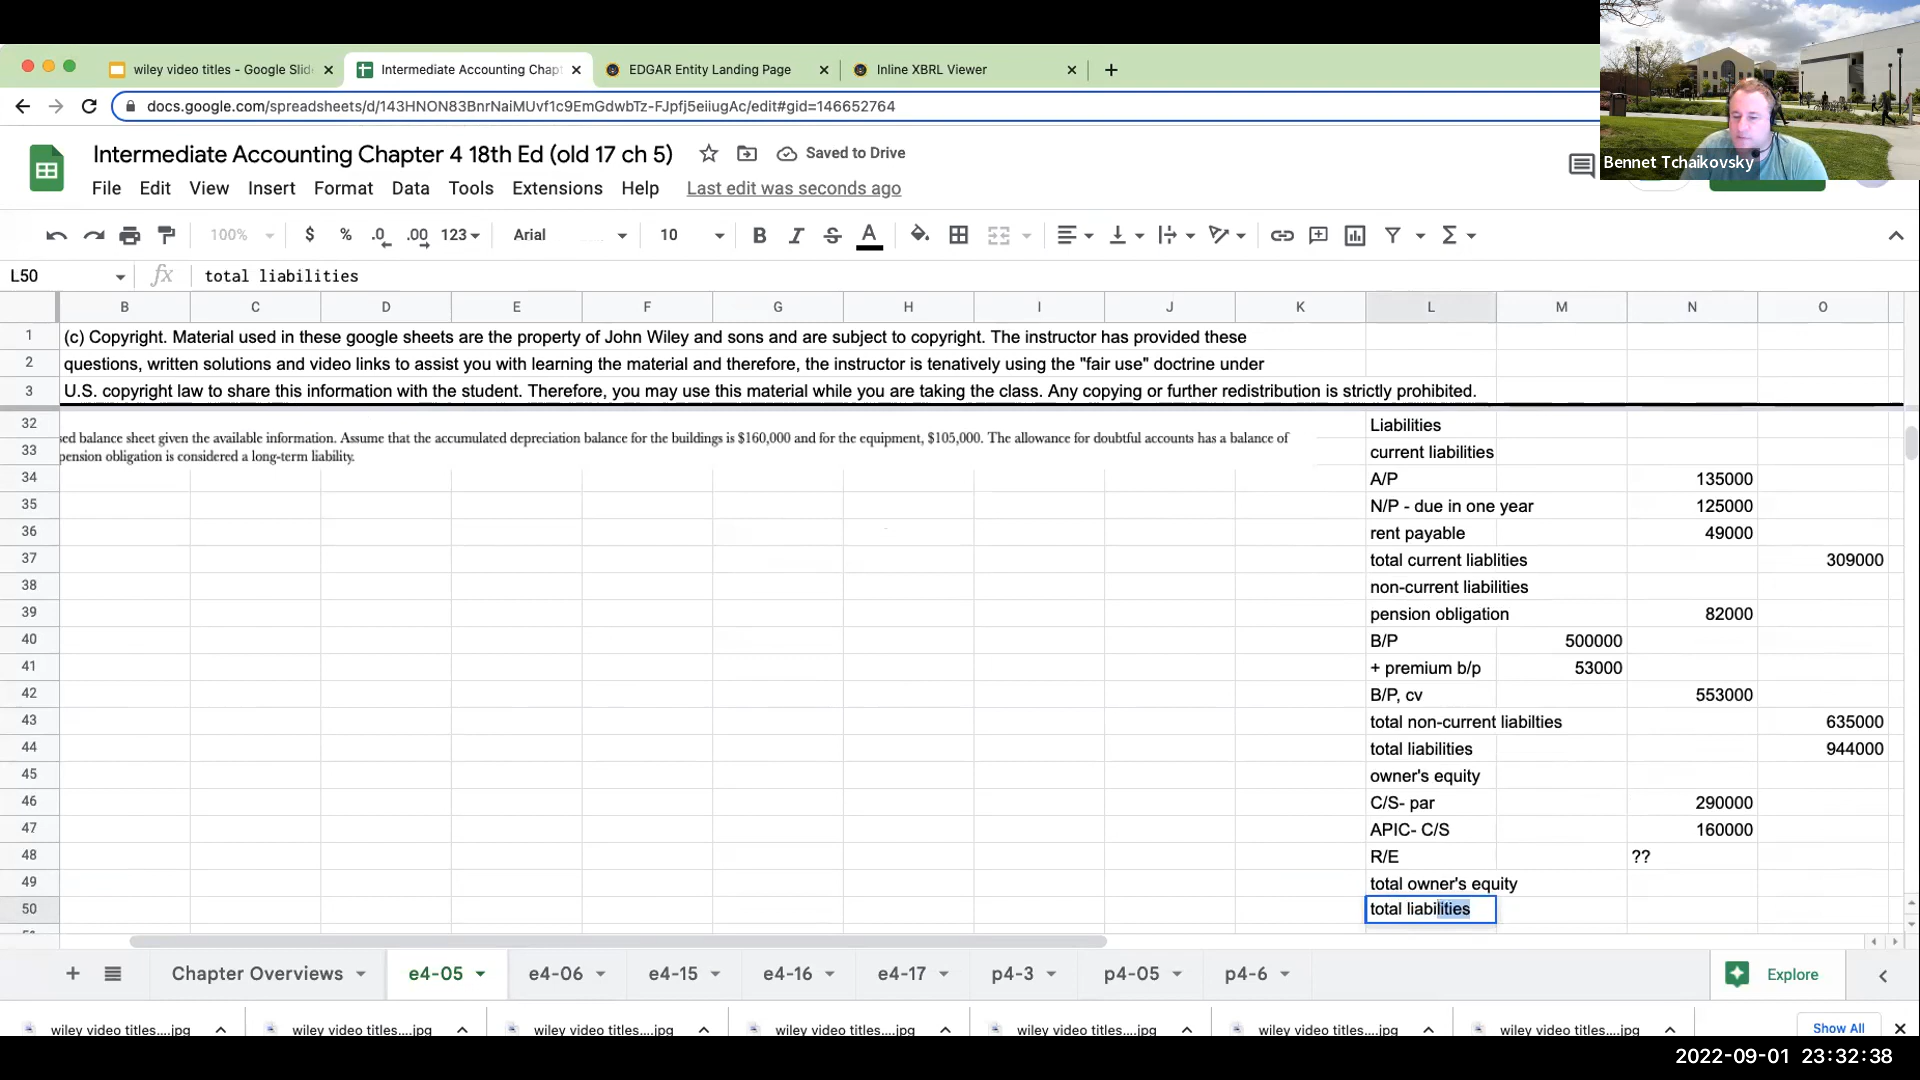 wiley video titles - Google Slid
Intermediate Accounting Chap
EDGAR Entity Landing Page
Inline XBRL Viewer
docs.google.com/spreadsheets/d/143HNON83BnrNaiMUvf1c9EmGdwbTz-FJpfj5eiiugAc/edit#gid=146652764
Bennet Tchaikovsky
Intermediate Accounting Chapter 4 18th Ed (old 17 ch 5)
Saved to Drive
File Edit View Insert Format Data Tools Extensions Help Last edit was seconds ago
100% $ % .0 .00 123 Arial 10 B I S A
L50 fx total liabilities
B C D E F G H I J K L M N O
1 (c) Copyright. Material used in these google sheets are the property of John Wiley and sons and are subject to copyright. The instructor has provided these
2 questions, written solutions and video links to assist you with learning the material and therefore, the instructor is tenatively using the "fair use" doctrine under
3 U.S. copyright law to share this information with the student. Therefore, you may use this material while you are taking the class. Any copying or further redistribution is strictly prohibited.
32 Liabilities
sed balance sheet given the available information. Assume that the accumulated depreciation balance for the buildings is $160,000 and for the equipment, $105,000. The allowance for doubtful accounts has a balance of
33 current liabilities
pension obligation is considered a long-term liability.
34 A/P 135000
35 N/P - due in one year 125000
36 rent payable 49000
37 total current liablities 309000
38 non-current liabilities
39 pension obligation 82000
40 B/P 500000
41 + premium b/p 53000
42 B/P, cv 553000
43 total non-current liabilties 635000
44 total liabilities 944000
45 owner's equity
46 C/S- par 290000
47 APIC- C/S 160000
48 R/E ??
49 total owner's equity
50 total liabilities
Chapter Overviews e4-05 e4-06 e4-15 e4-16 e4-17 p4-3 p4-05 p4-6 Explore
wiley video titles....jpg wiley video titles....jpg wiley video titles....jpg wiley video titles....jpg wiley video titles....jpg wiley video titles....jpg wiley video titles....jpg Show All
2022-09-01 23:32:38